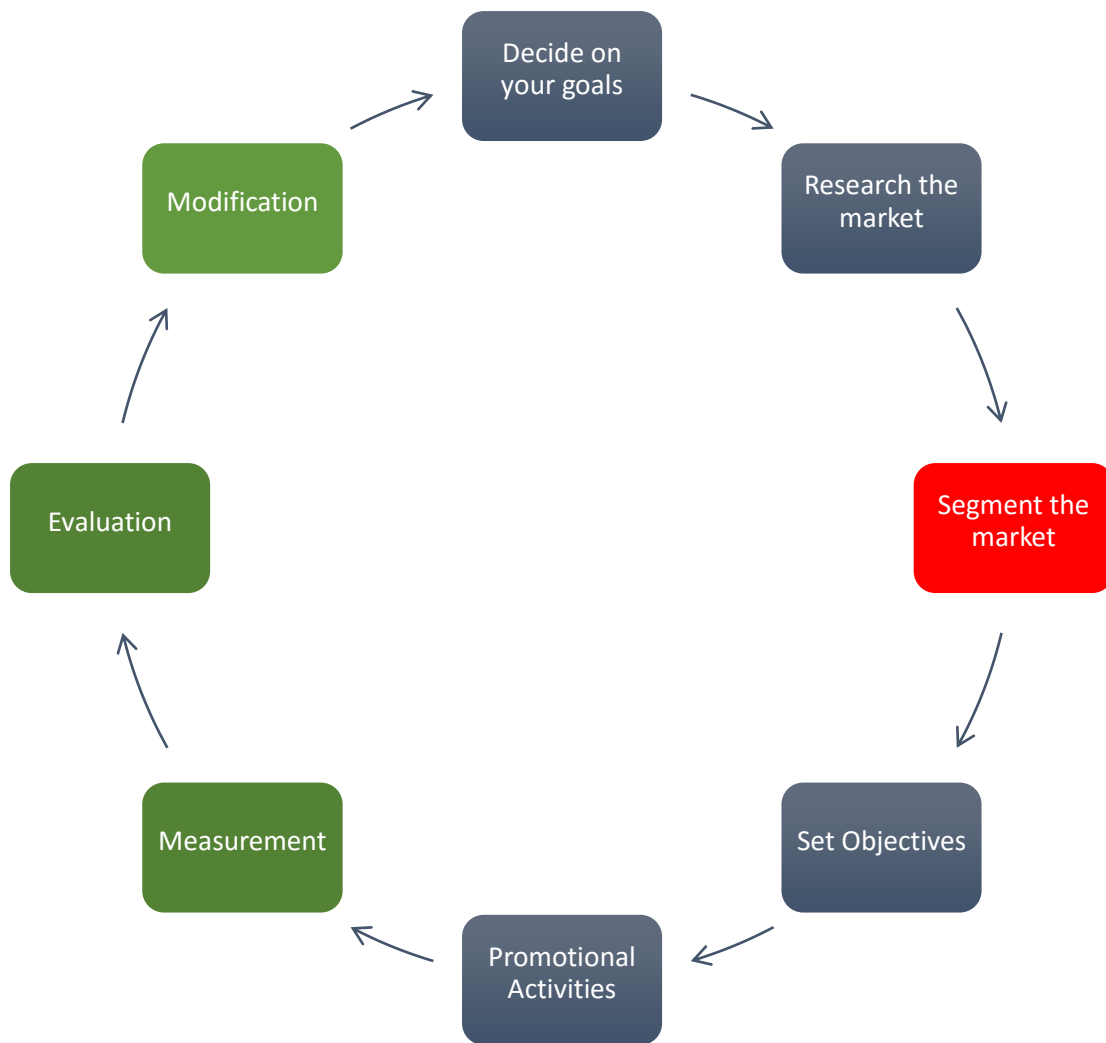 Decide on
your goals
Research the
market
Segment the
market
Set Objectives
Promotional
Activities
Measurement
Evaluation
Modification